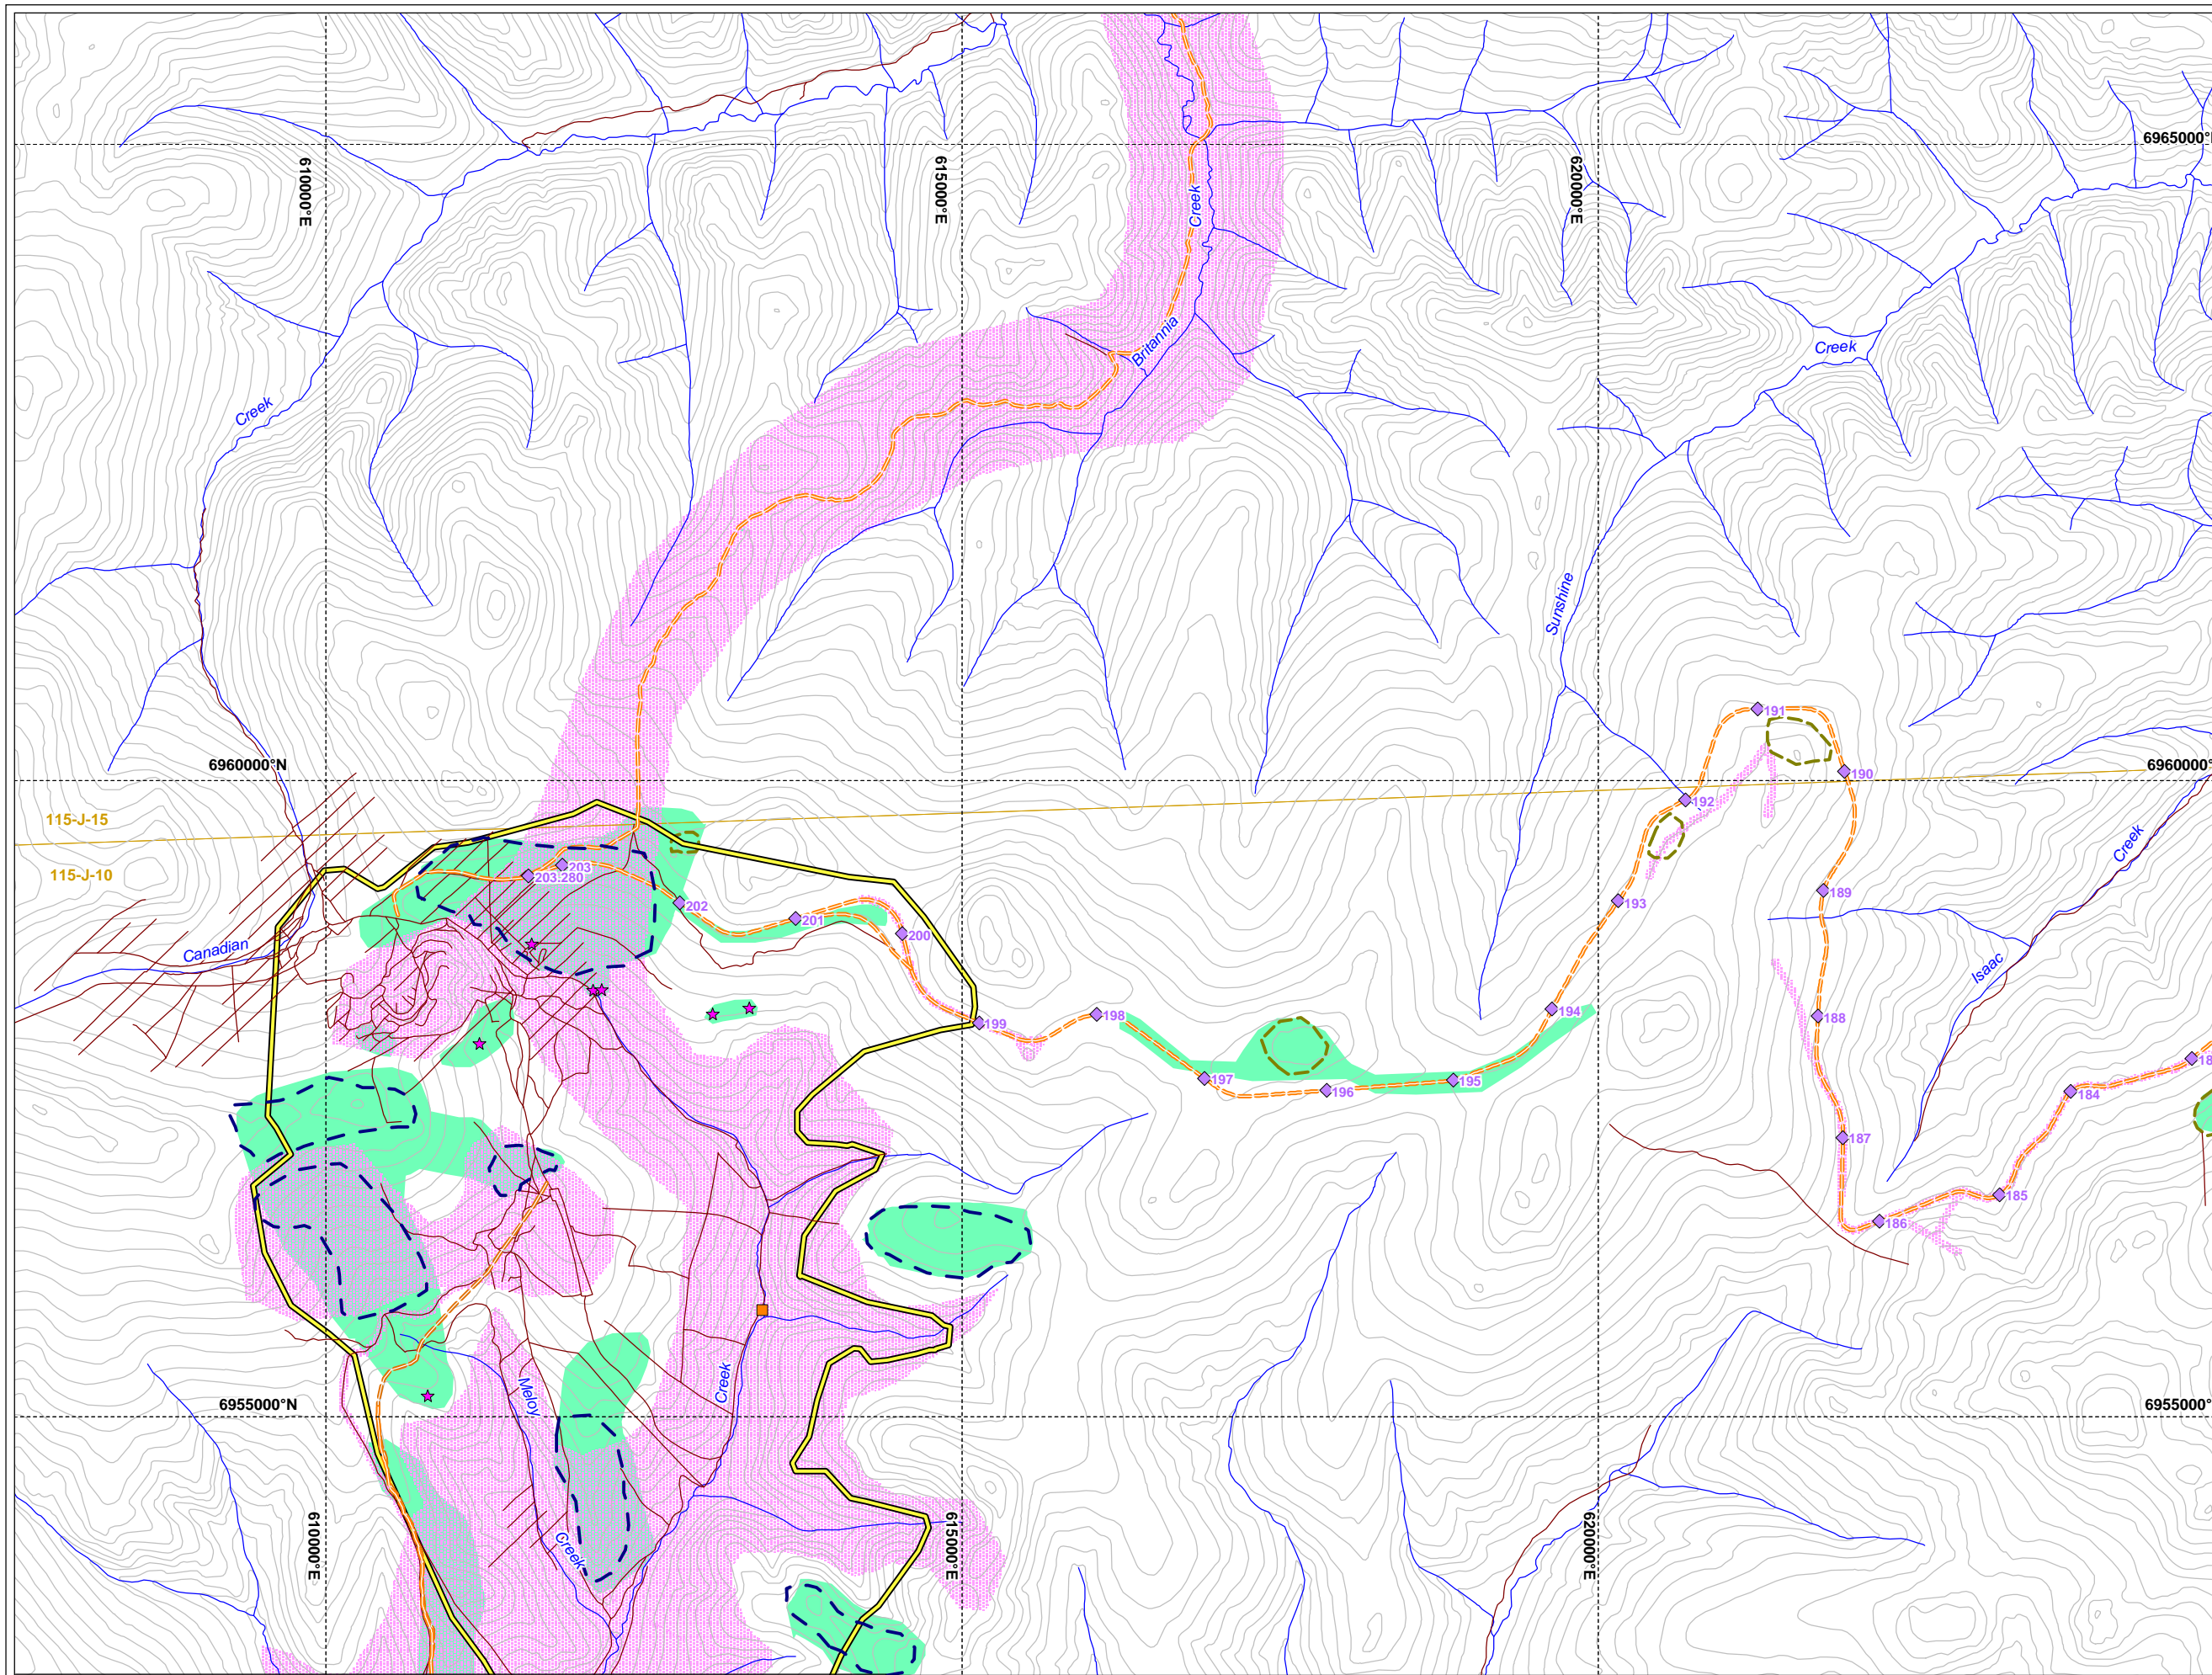 6965000°N
610000°E
615000°E
620000°E
Creek
Creek
Britannia
Creek
Sunshine
191
6960000°N
6960000°
190
192
115-J-15
115-J-10
203
203.280
189
193
202
201
200
Creek
Canadian
Isaac
194
188
199
198
197
195
196
184
187
185
186
Meloy
Creek
6955000°N
6955000°
610000°E
615000°E
620000°E
Creek